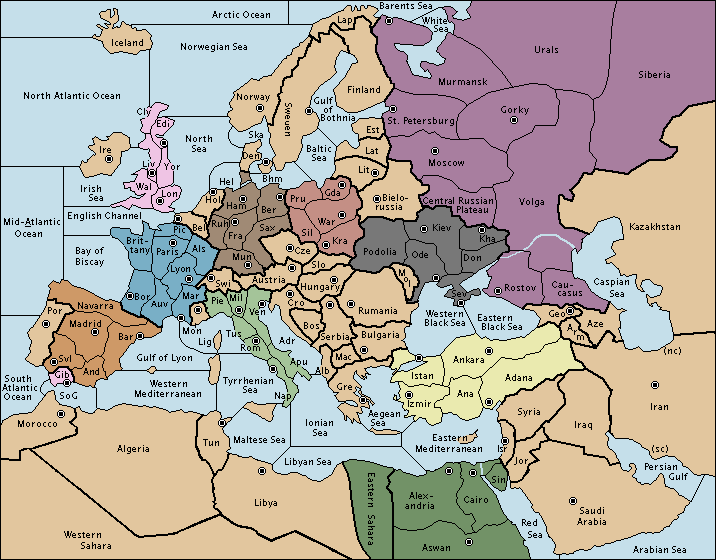 Barents Sea
Arctic Ocean
White
Sea
Lap
Iceland
Norwegian Sea
Urals
Siberia
Murmansk
Finland
North Atlantic Ocean
Norway
Sweuen
Gulf
of
Bothnia
Gorky
Cly
Edi
St. Petersburg
Est
Ska
North
Sea
Ire
Liv
Yor
Den
Baltic
Sea
Lat
Moscow
Lit
Irish
Sea
Wal
Lon
Hel
Bhm
Hol
Ham
Ber
Pru
Gda
Bielo-
russia
Central Russian
Plateau
Volga
English Channel
Mid-Atlantic
Ocean
Pic
Bel
Ruh
Fra
Sax
Sil
War
Kra
Kiev
Kha
Kazakhstan
Brit-
tany
Paris
Als
Bay of
Biscay
Mun
Cze
Podolia
Ode
Don
Lyon
Slo
Swi
Austria
Hungary
Mol
Sev
Rostov
Cau-
casus
Caspian
Sea
Navarra
Bor
Auv
Mar
Pie
Mil
Ven
Cro
Rumania
Western
Black Sea
Eastern
Black Sea
Geo
Por
Madrid
Bar
Mon
Lig
Tus
Rom
Adr
Bos
Serbia
Bulgaria
Arm
Aze
Svl
And
Gulf of Lyon
Apu
Alb
Mac
Ankara
(nc)
Gib
SoG
Western
Mediterranean
Tyrrhenian
Sea
Nap
Gre
Istan
Adana
South
Atlantic
Ocean
Izmir
Ana
Iran
Morocco
Ionian
Sea
Aegean
Sea
Syria
Iraq
Algeria
Tun
Maltese Sea
Eastern
Mediterranean
Isr
Jor
(sc)
Libyan Sea
Persian
Gulf
Libya
Eastern Sahara
Alex-
andria
Cairo
Sin
Saudi
Arabia
Western
Sahara
Aswan
Red
Sea
Arabian Sea